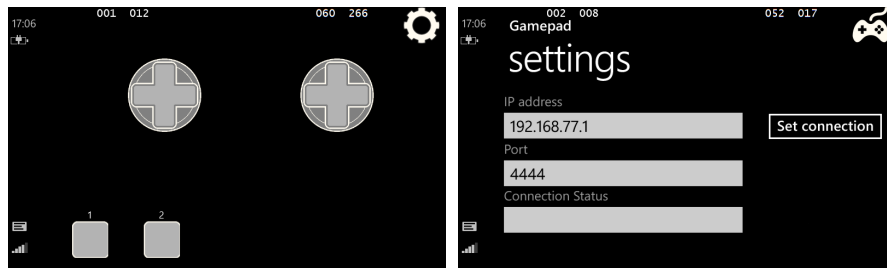 001 012 060 266
17:06
1 2
002 008 052 017
17:06
Gamepad
settings
IP address
192.168.77.1
Set connection
Port
4444
Connection Status